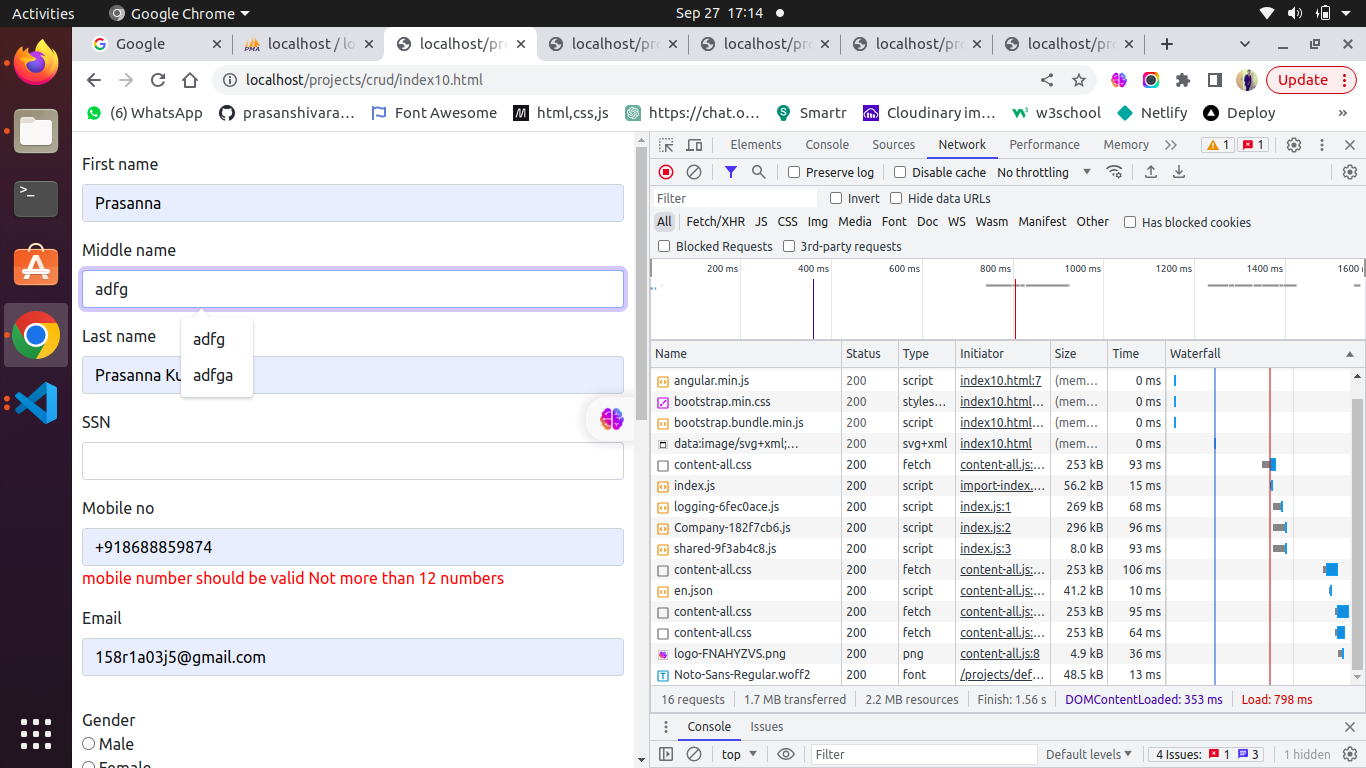 Activities Google Chrome Sep 27 17:14
Google localhost / lo localhost/pro localhost/pro localhost/pro localhost/pro localhost/pro
localhost/projects/crud/index10.html Update
(6) WhatsApp prasanshivara… Font Awesome html,css,js https://chat.o… Smartr Cloudinary im… w3school Netlify Deploy »
First name
Prasanna
Middle name
adfg
adfg
adfga
Last name
Prasanna Ku
SSN
Mobile no
+918688859874
mobile number should be valid Not more than 12 numbers
Email
158r1a03j5@gmail.com
Gender
Male
Female
Elements Console Sources Network Performance Memory 1 1
Preserve log Disable cache No throttling
Filter Invert Hide data URLs
All Fetch/XHR JS CSS Img Media Font Doc WS Wasm Manifest Other Has blocked cookies
Blocked Requests 3rd-party requests
200 ms 400 ms 600 ms 800 ms 1000 ms 1200 ms 1400 ms 1600
Name Status Type Initiator Size Time Waterfall
angular.min.js 200 script index10.html:7 (mem… 0 ms
bootstrap.min.css 200 styles… index10.html… (mem… 0 ms
bootstrap.bundle.min.js 200 script index10.html… (mem… 0 ms
data:image/svg+xml;… 200 svg+xml index10.html (mem… 0 ms
content-all.css 200 fetch content-all.js:… 253 kB 93 ms
index.js 200 script import-index.… 56.2 kB 15 ms
logging-6fec0ace.js 200 script index.js:1 269 kB 68 ms
Company-182f7cb6.js 200 script index.js:2 296 kB 96 ms
shared-9f3ab4c8.js 200 script index.js:3 8.0 kB 93 ms
content-all.css 200 fetch content-all.js:… 253 kB 106 ms
en.json 200 script content-all.js:… 41.2 kB 10 ms
content-all.css 200 fetch content-all.js:… 253 kB 95 ms
content-all.css 200 fetch content-all.js:… 253 kB 64 ms
logo-FNAHYZVS.png 200 png content-all.js:8 4.9 kB 36 ms
Noto-Sans-Regular.woff2 200 font /projects/def… 48.5 kB 13 ms
16 requests 1.7 MB transferred 2.2 MB resources Finish: 1.56 s DOMContentLoaded: 353 ms Load: 798 ms
Console Issues
top Filter Default levels 4 Issues: 1 3 1 hidden